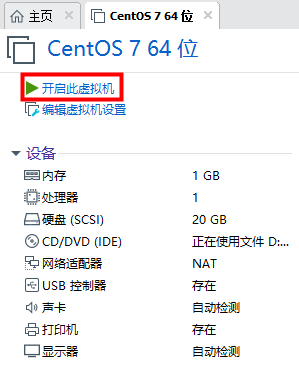 主页 CentOS 7 64 位
CentOS 7 64 位
开启此虚拟机
编辑虚拟机设置
设备
内存 1 GB
处理器 1
硬盘 (SCSI) 20 GB
CD/DVD (IDE) 正在使用文件 D:...
网络适配器 NAT
USB 控制器 存在
声卡 自动检测
打印机 存在
显示器 自动检测